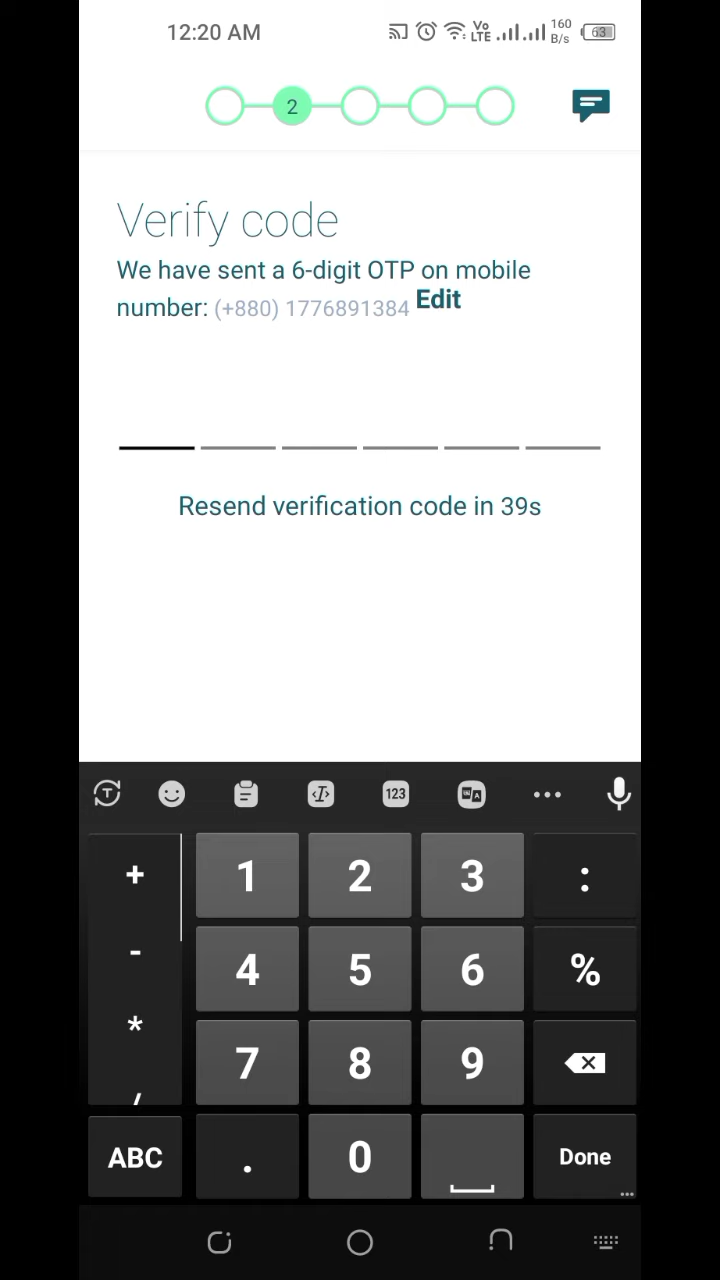 12:20 AM Vo LTE 160 B/s 63
2
Verify code
We have sent a 6-digit OTP on mobile
number: (+880) 1776891384 Edit
Resend verification code in 39s
T 123 A
+ 1 2 3 :
- 4 5 6 %
* 7 8 9
/
ABC . 0 Done